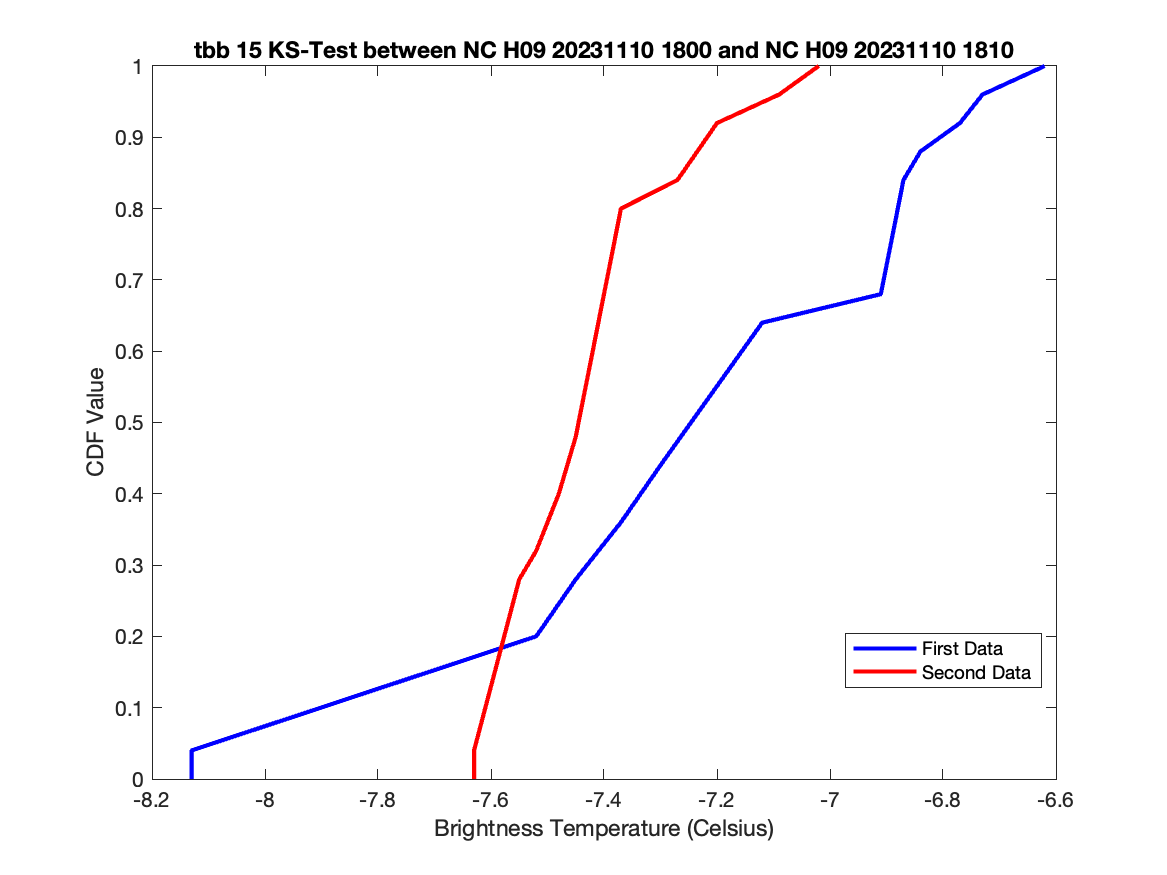 tbb 15 KS-Test between NC H09 20231110 1800 and NC H09 20231110 1810
1
0.9
0.8
0.7
0.6
0.5
0.4
0.3
0.2
0.1
0
CDF Value
First Data
Second Data
-8.2 -8 -7.8 -7.6 -7.4 -7.2 -7 -6.8 -6.6
Brightness Temperature (Celsius)